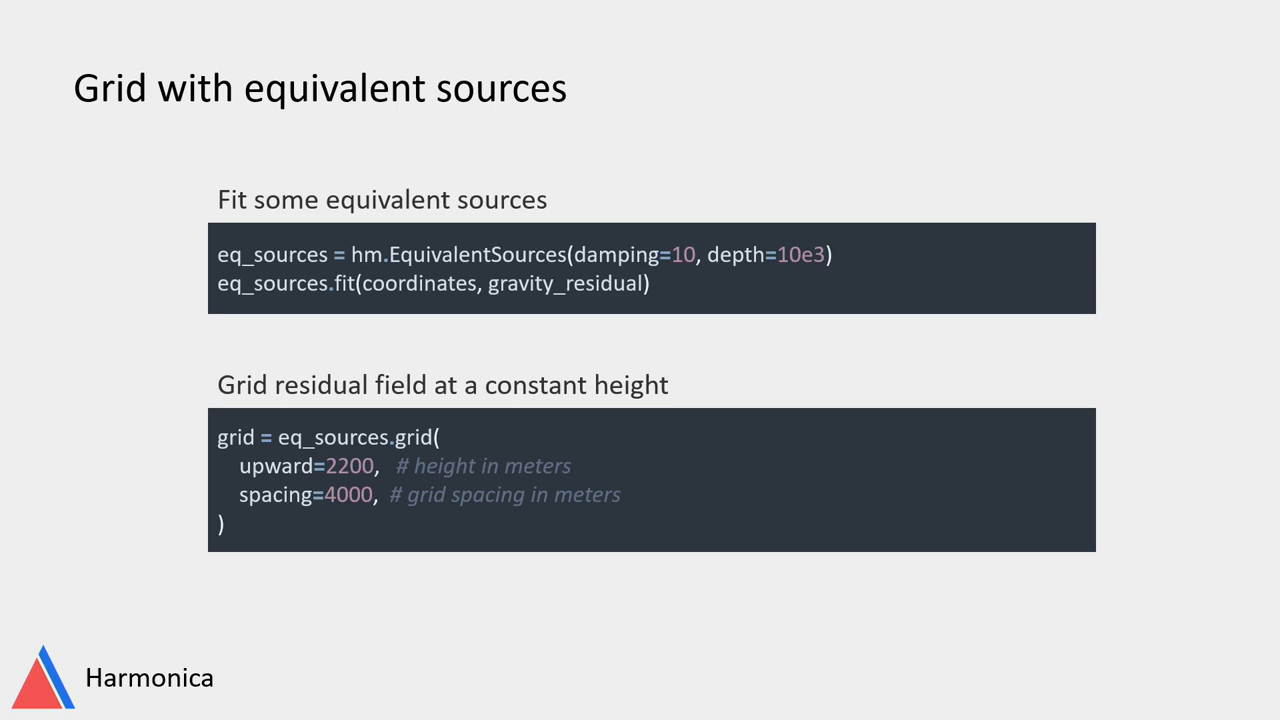 Grid with equivalent sources
Fit some equivalent sources
eq_sources = hm.EquivalentSources(damping=10, depth=10e3)
eq_sources.fit(coordinates, gravity_residual)
Grid residual field at a constant height
grid = eq_sources.grid(
upward=2200, # height in meters
spacing=4000, # grid spacing in meters
)
Harmonica